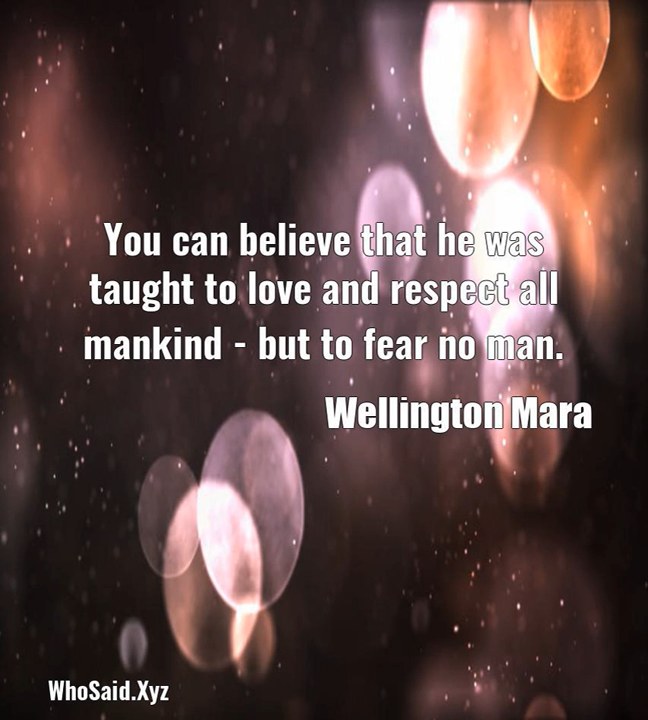 You can believe that he was
taught to love and respect all
mankind - but to fear no man.
Wellington Mara
WhoSaid.Xyz